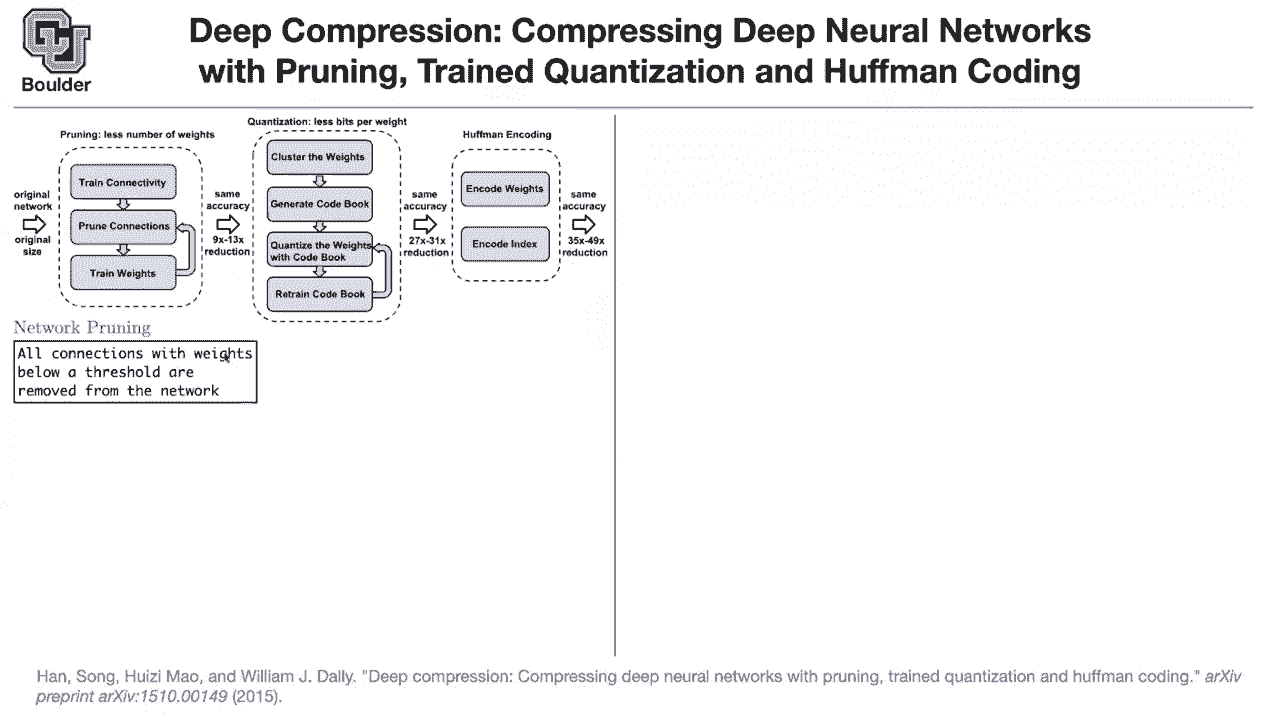 Boulder
Deep Compression: Compressing Deep Neural Networks
with Pruning, Trained Quantization and Huffman Coding
Pruning: less number of weights
Train Connectivity
Prune Connections
Train Weights
original
network
original
size
same
accuracy
9x-13x
reduction
Quantization: less bits per weight
Cluster the Weights
Generate Code Book
Quantize the Weights
with Code Book
Retrain Code Book
same
accuracy
27x-31x
reduction
Huffman Encoding
Encode Weights
Encode Index
same
accuracy
35x-49x
reduction
Network Pruning
All connections with weights
below a threshold are
removed from the network
Han, Song, Huizi Mao, and William J. Dally. "Deep compression: Compressing deep neural networks with pruning, trained quantization and huffman coding." arXiv
preprint arXiv:1510.00149 (2015).